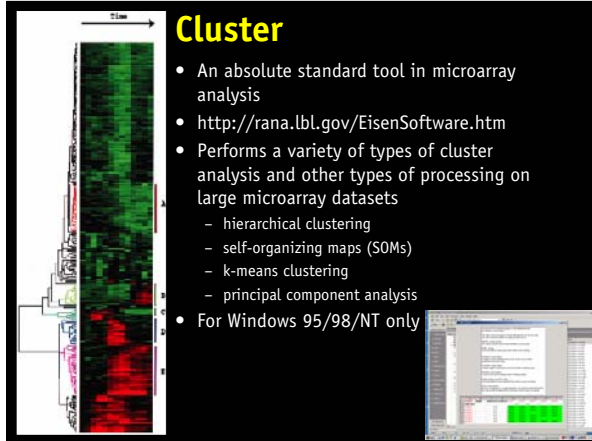 Time
Cluster
• An absolute standard tool in microarray
analysis
• http://rana.lbl.gov/EisenSoftware.htm
• Performs a variety of types of cluster
analysis and other types of processing on
large microarray datasets
– hierarchical clustering
– self-organizing maps (SOMs)
– k-means clustering
– principal component analysis
• For Windows 95/98/NT only
A
B
C
D
E